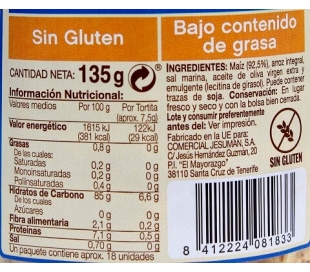 Sin Gluten
Bajo contenido
de grasa
CANTIDAD NETA: 135 g
Información Nutricional:
Valores medios Por 100 g Por Tortita
(aprox. 7,5g)
Valor energético 1615 kJ 122kJ
(381 kcal) (29 kcal)
Grasas 0,8 g 0 g
De las cuales:
Saturadas 0,2 g 0 g
Monoinsaturadas 0,2 g 0 g
Poliinsaturadas 0,4 g 0 g
Hidratos de Carbono 85 g 6,6 g
De los cuales:
Azúcares 0 g 0 g
Fibra alimentaria 2,1 g 0,2 g
Proteínas 7,1 g 0,5 g
Sal 0,70 g 0 g
Un paquete contiene aprox. 18 unidades
INGREDIENTES: Maíz (92,5%), arroz integral,
sal marina, aceite de oliva virgen extra y
emulgente (lecitina de girasol). Puede contener
trazas de soja. Conservación: En lugar
fresco y seco y con la bolsa bien cerrada.
Lote y consumir preferentemente
antes del: Ver impresión.
Fabricado en la UE para:
COMERCIAL JESUMÁN, S.A.
C/ Jesús Hernández Guzmán, 20
P.I. "El Mayorazgo"
38110 Santa Cruz de Tenerife
SIN GLUTEN
8 412224 081833